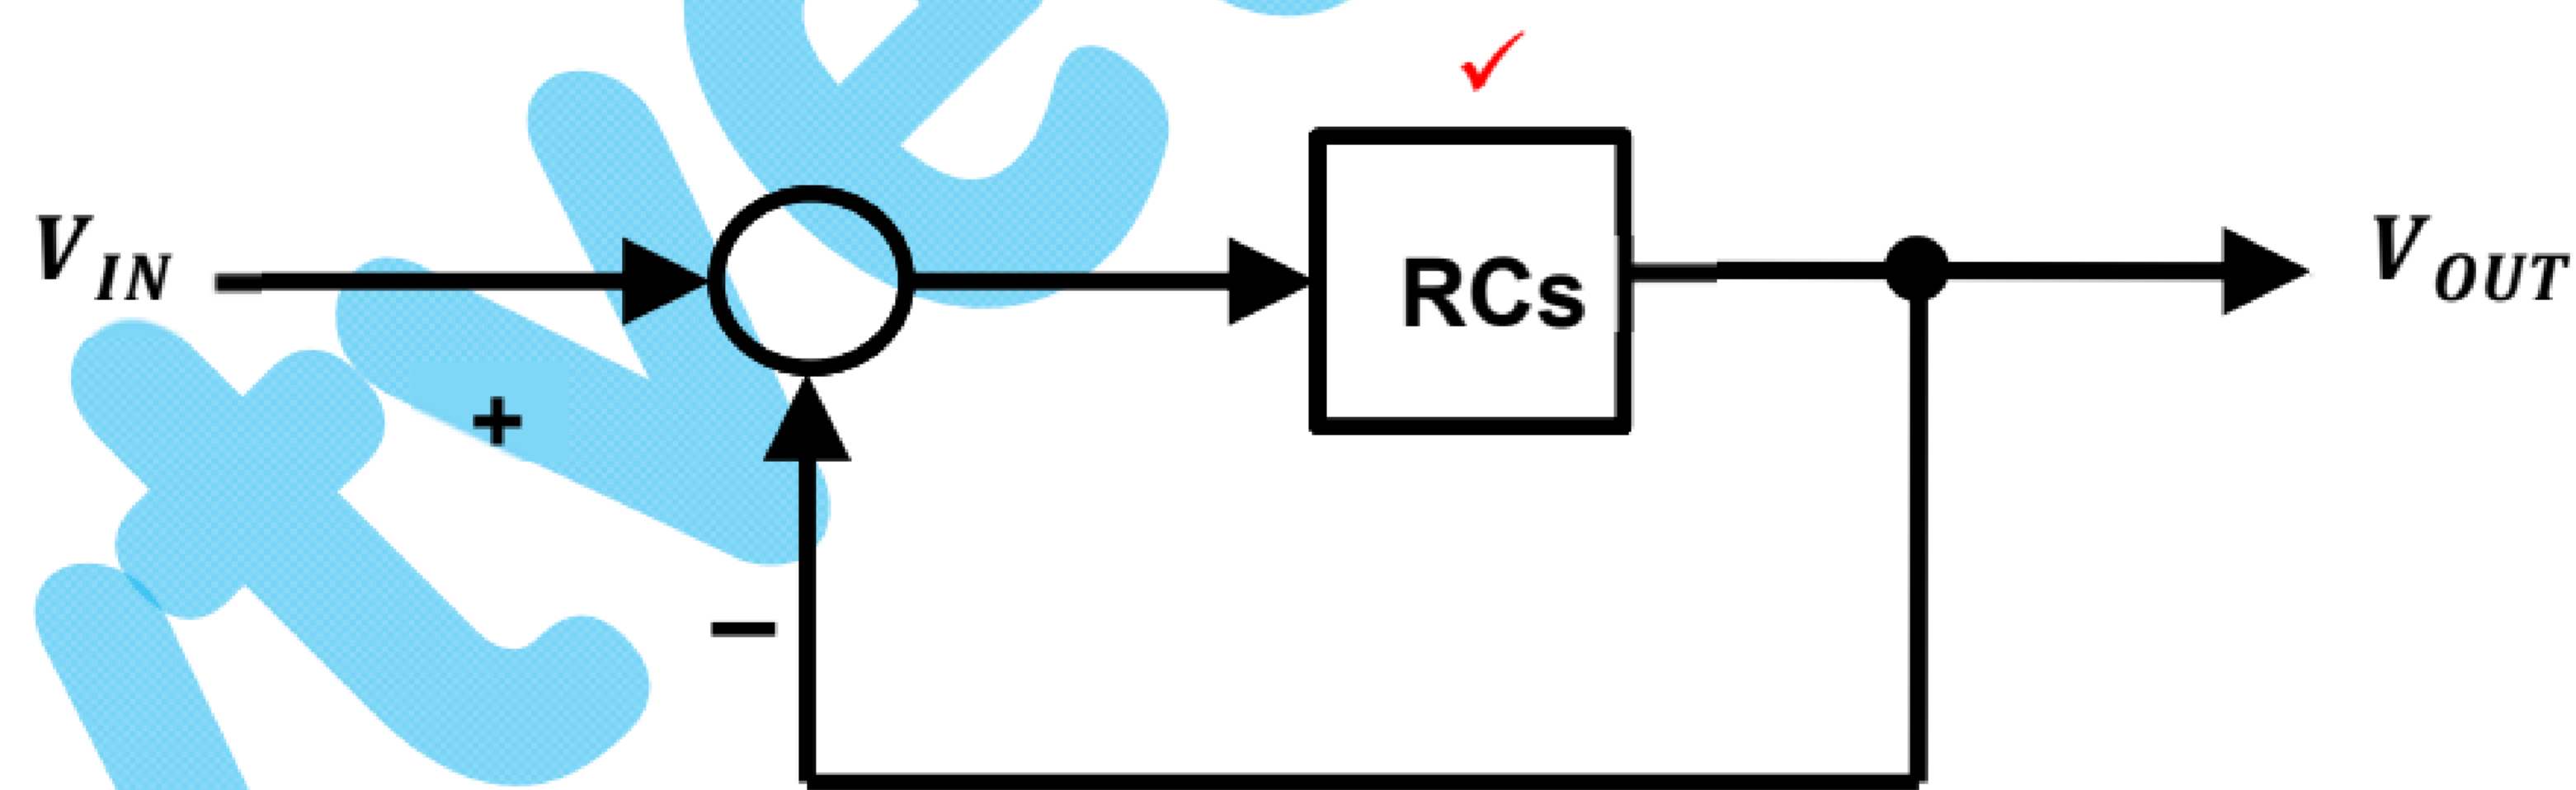 V_IN
RCs
V_OUT
+
−